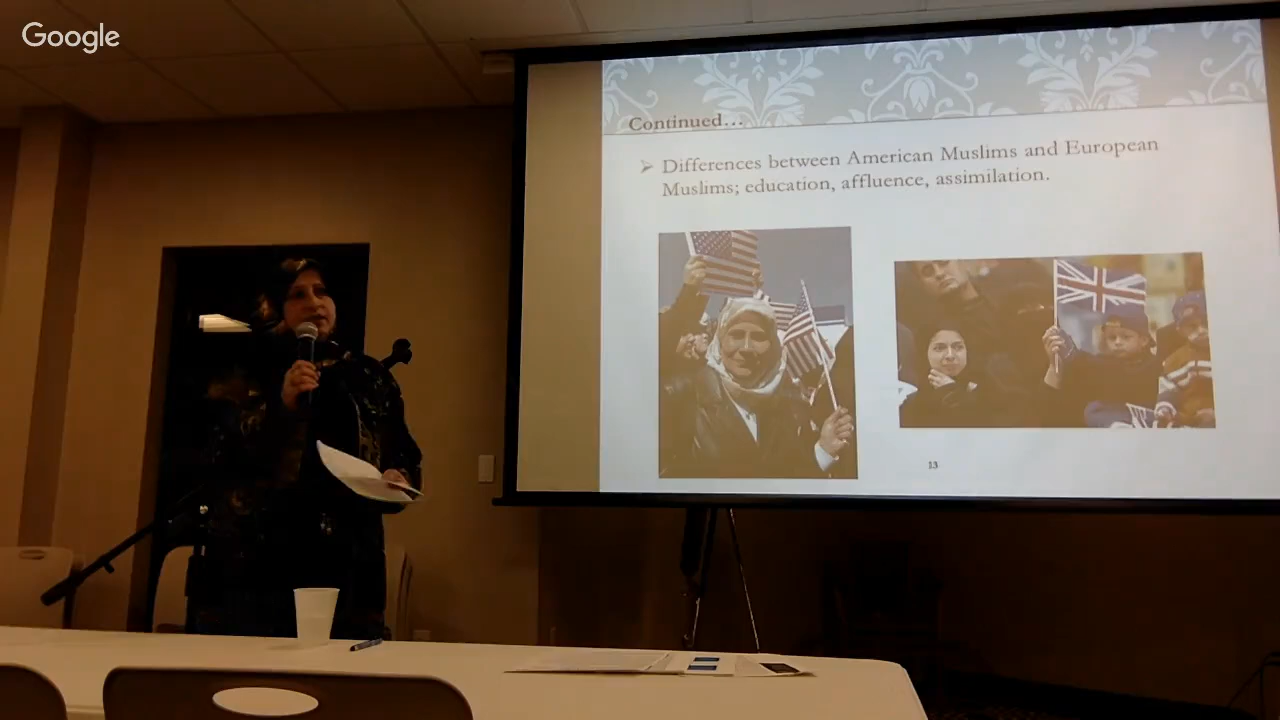 Google
Continued…
➢ Differences between American Muslims and European
Muslims; education, affluence, assimilation.
13